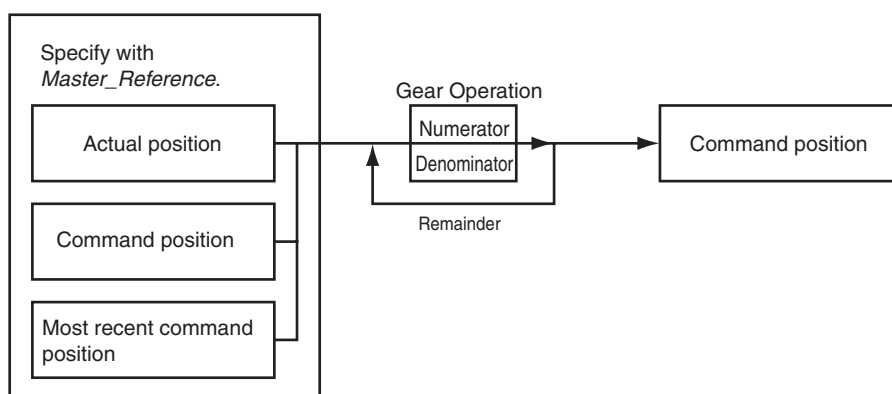 Specify with
Master_Reference.
Actual position
Command position
Most recent command
position
Gear Operation
Numerator
Denominator
Remainder
Command position